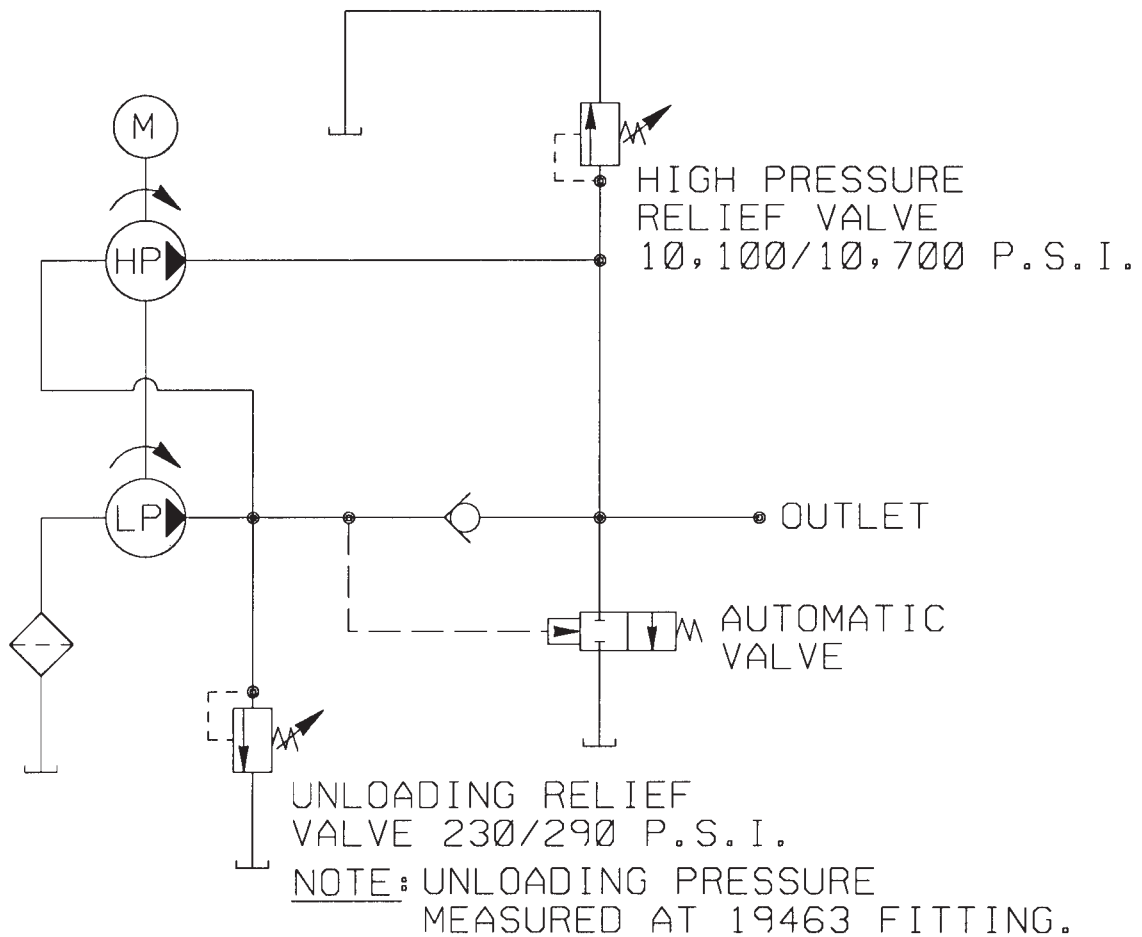 M
HIGH PRESSURE
RELIEF VALVE
10,100/10,700 P.S.I.
HP
LP
OUTLET
AUTOMATIC
VALVE
UNLOADING RELIEF
VALVE 230/290 P.S.I.
NOTE: UNLOADING PRESSURE
MEASURED AT 19463 FITTING.